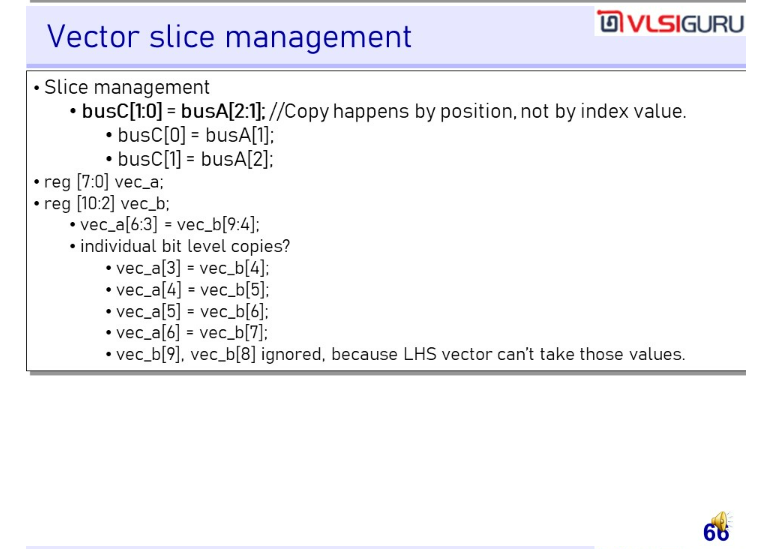 Vector slice management
VLSIGURU
• Slice management
• busC[1:0] = busA[2:1]; //Copy happens by position, not by index value.
• busC[0] = busA[1];
• busC[1] = busA[2];
• reg [7:0] vec_a;
• reg [10:2] vec_b;
• vec_a[6:3] = vec_b[9:4];
• individual bit level copies?
• vec_a[3] = vec_b[4];
• vec_a[4] = vec_b[5];
• vec_a[5] = vec_b[6];
• vec_a[6] = vec_b[7];
• vec_b[9], vec_b[8] ignored, because LHS vector can't take those values.
66